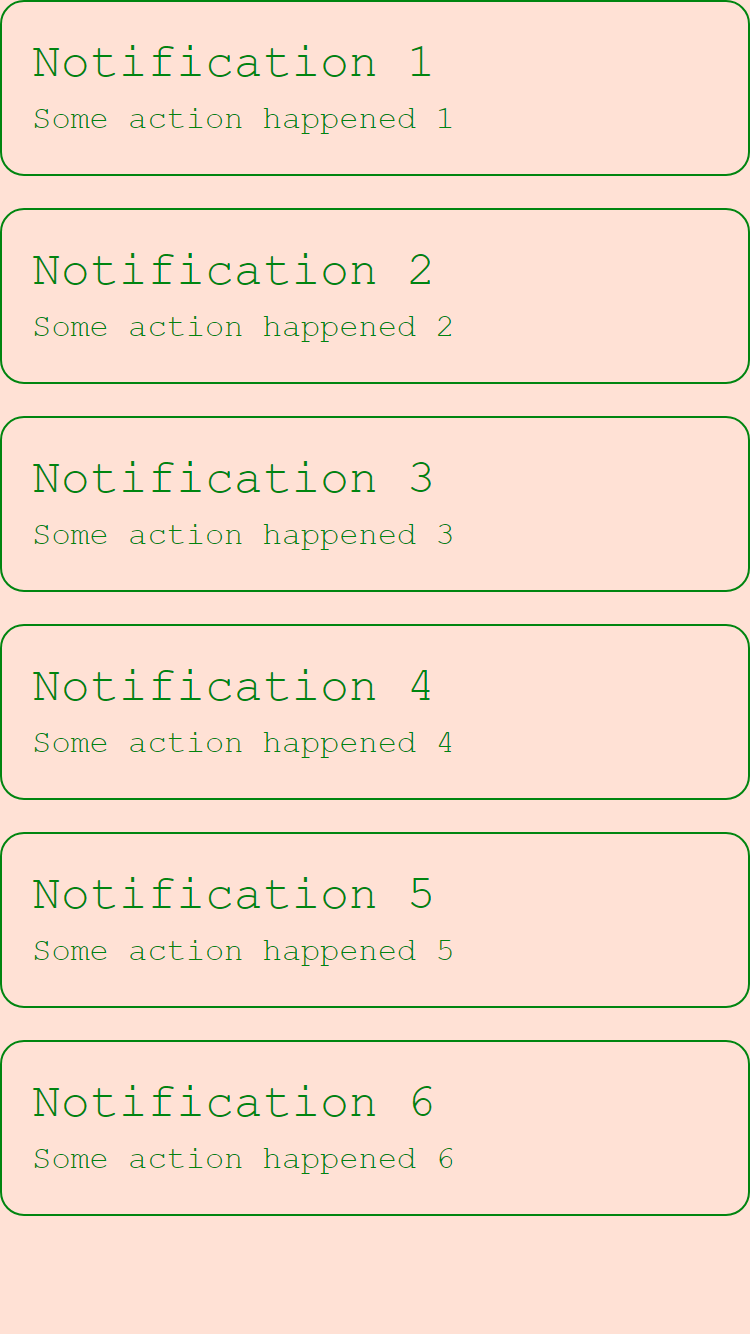 Notification 1
Some action happened 1
Notification 2
Some action happened 2
Notification 3
Some action happened 3
Notification 4
Some action happened 4
Notification 5
Some action happened 5
Notification 6
Some action happened 6